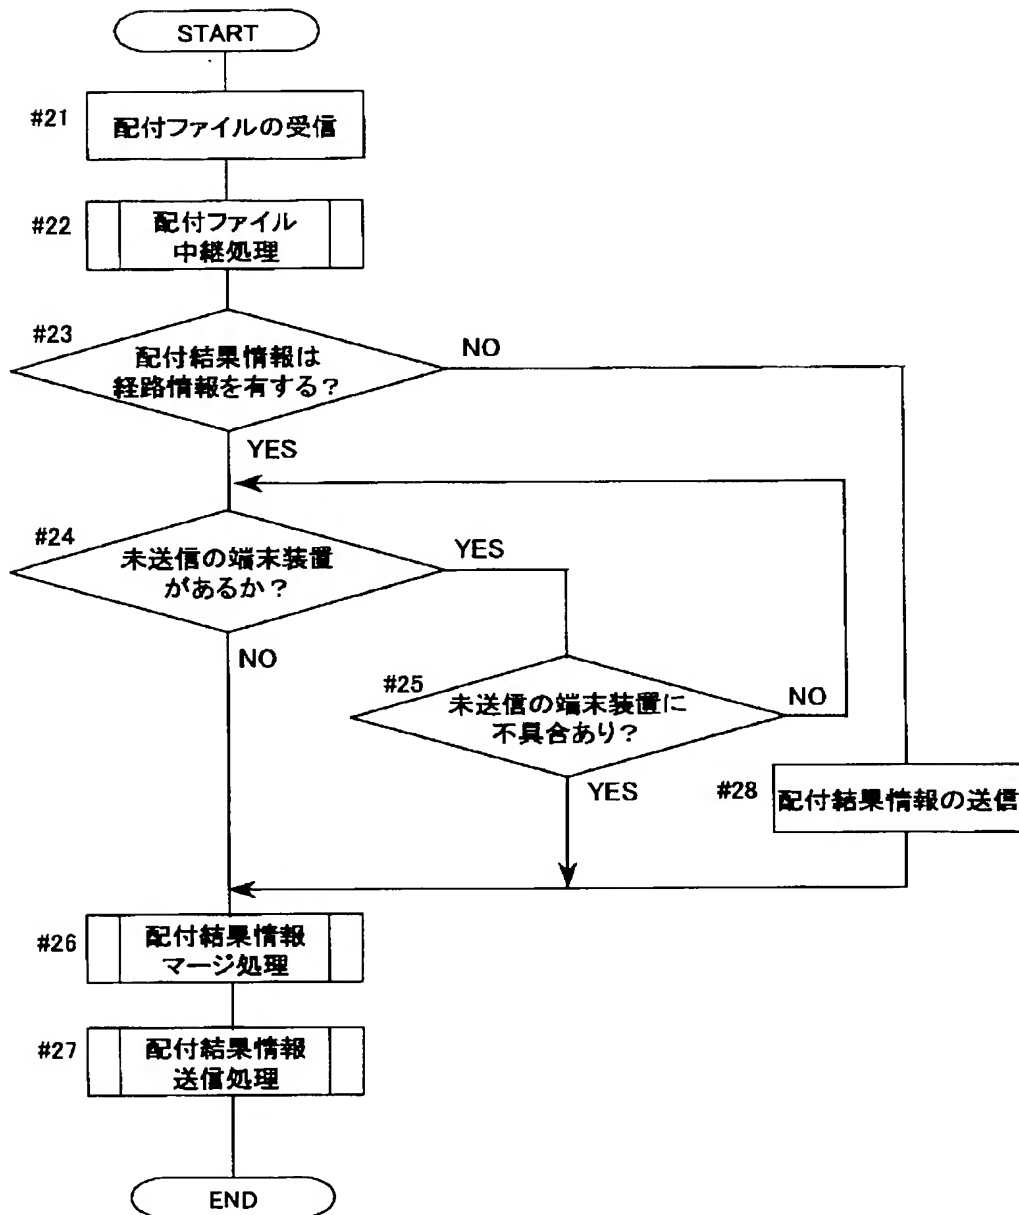 START
#21
配付ファイルの受信
#22
配付ファイル
中継処理
#23
配付結果情報は
経路情報を有する？
NO
YES
#24
未送信の端末装置
があるか？
YES
NO
#25
未送信の端末装置に
不具合あり？
NO
YES
#28
配付結果情報の送信
#26
配付結果情報
マージ処理
#27
配付結果情報
送信処理
END